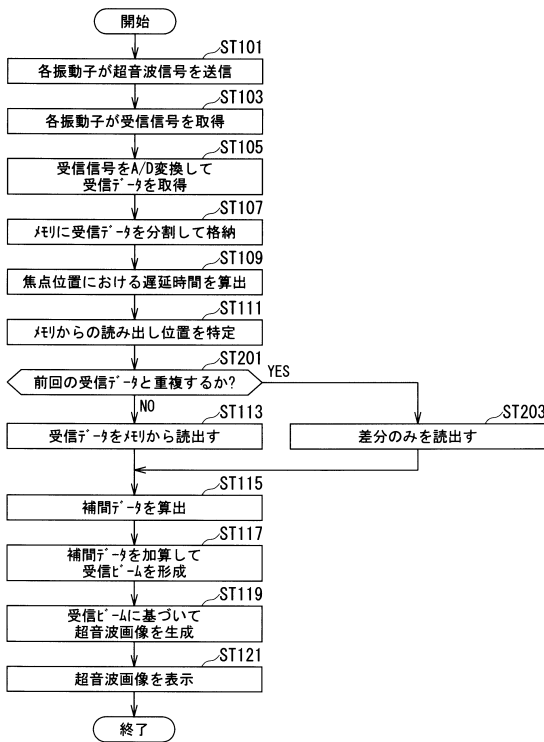 開始
ST101
各振動子が超音波信号を送信
ST103
各振動子が受信信号を取得
ST105
受信信号をA/D変換して
受信ﾃﾞｰﾀを取得
ST107
ﾒﾓﾘに受信ﾃﾞｰﾀを分割して格納
ST109
焦点位置における遅延時間を算出
ST111
ﾒﾓﾘからの読み出し位置を特定
ST201
前回の受信ﾃﾞｰﾀと重複するか?
YES
NO
ST113
受信ﾃﾞｰﾀをﾒﾓﾘから読出す
ST203
差分のみを読出す
ST115
補間ﾃﾞｰﾀを算出
ST117
補間ﾃﾞｰﾀを加算して
受信ﾋﾞｰﾑを形成
ST119
受信ﾋﾞｰﾑに基づいて
超音波画像を生成
ST121
超音波画像を表示
終了